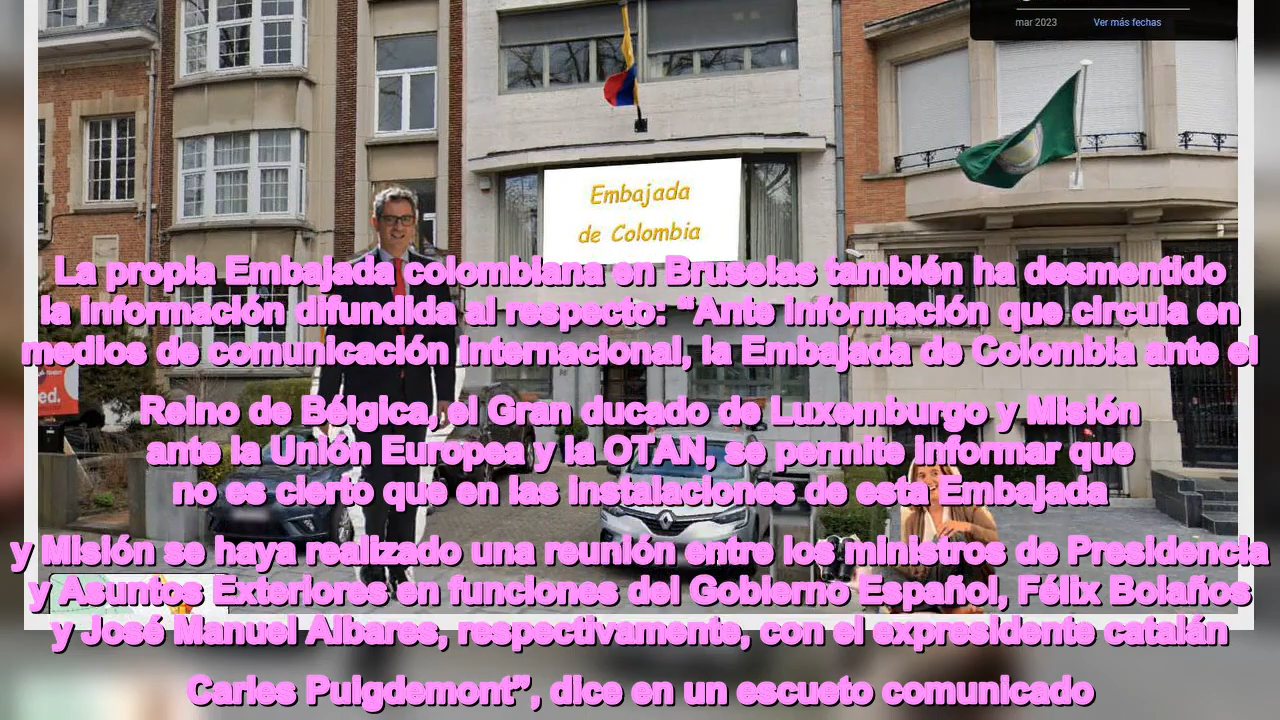 mar 2023 Ver más fechas
Embajada
de Colombia
La propia Embajada colombiana en Bruselas también ha desmentido
la información difundida al respecto: “Ante información que circula en
medios de comunicación internacional, la Embajada de Colombia ante el
ed.
Reino de Bélgica, el Gran ducado de Luxemburgo y Misión
ante la Unión Europea y la OTAN, se permite informar que
no es cierto que en las instalaciones de esta Embajada
y Misión se haya realizado una reunión entre los ministros de Presidencia
y Asuntos Exteriores en funciones del Gobierno Español, Félix Bolaños
y José Manuel Albares, respectivamente, con el expresidente catalán
Carles Puigdemont”, dice en un escueto comunicado